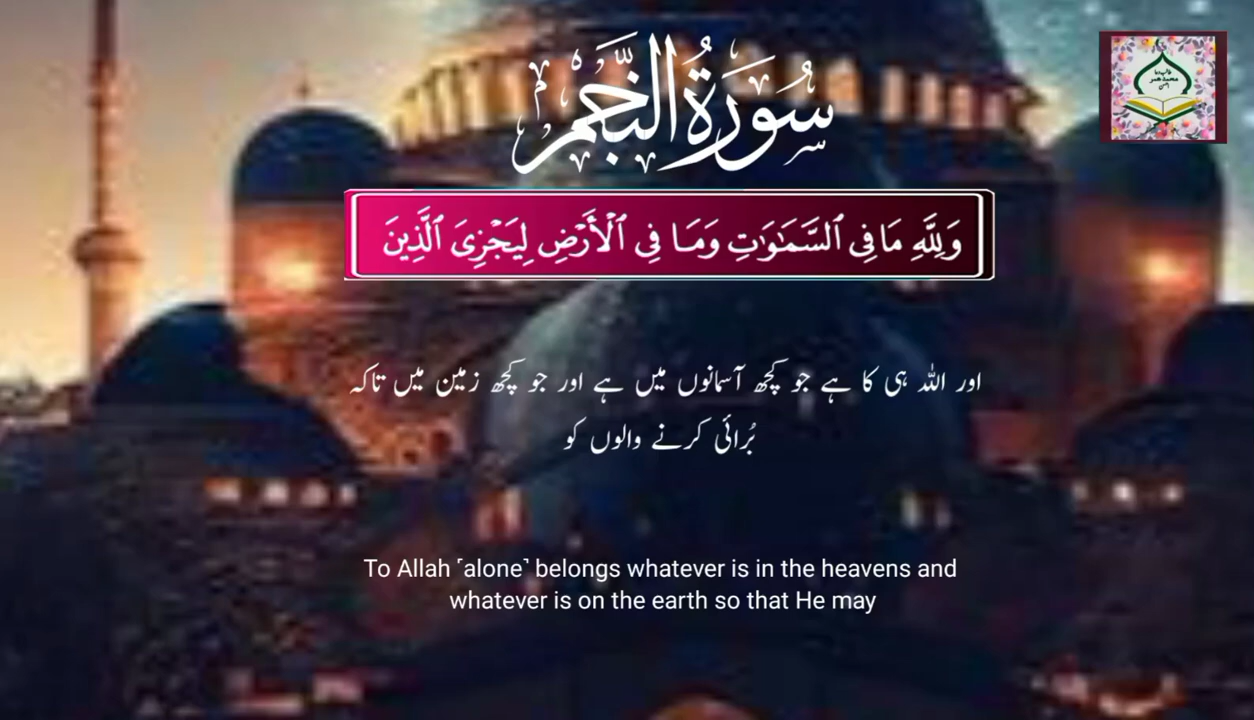 سُورَةُ النَّجْمِ
وَلِلَّهِ مَا فِي ٱلسَّمَٰوَٰتِ وَمَا فِي ٱلْأَرْضِ لِيَجْزِيَ ٱلَّذِينَ
اور اللہ ہی کا ہے جو کچھ آسمانوں میں ہے اور جو کچھ زمین میں تاکہ
بُرائی کرنے والوں کو
To Allah ˹alone˺ belongs whatever is in the heavens and
whatever is on the earth so that He may